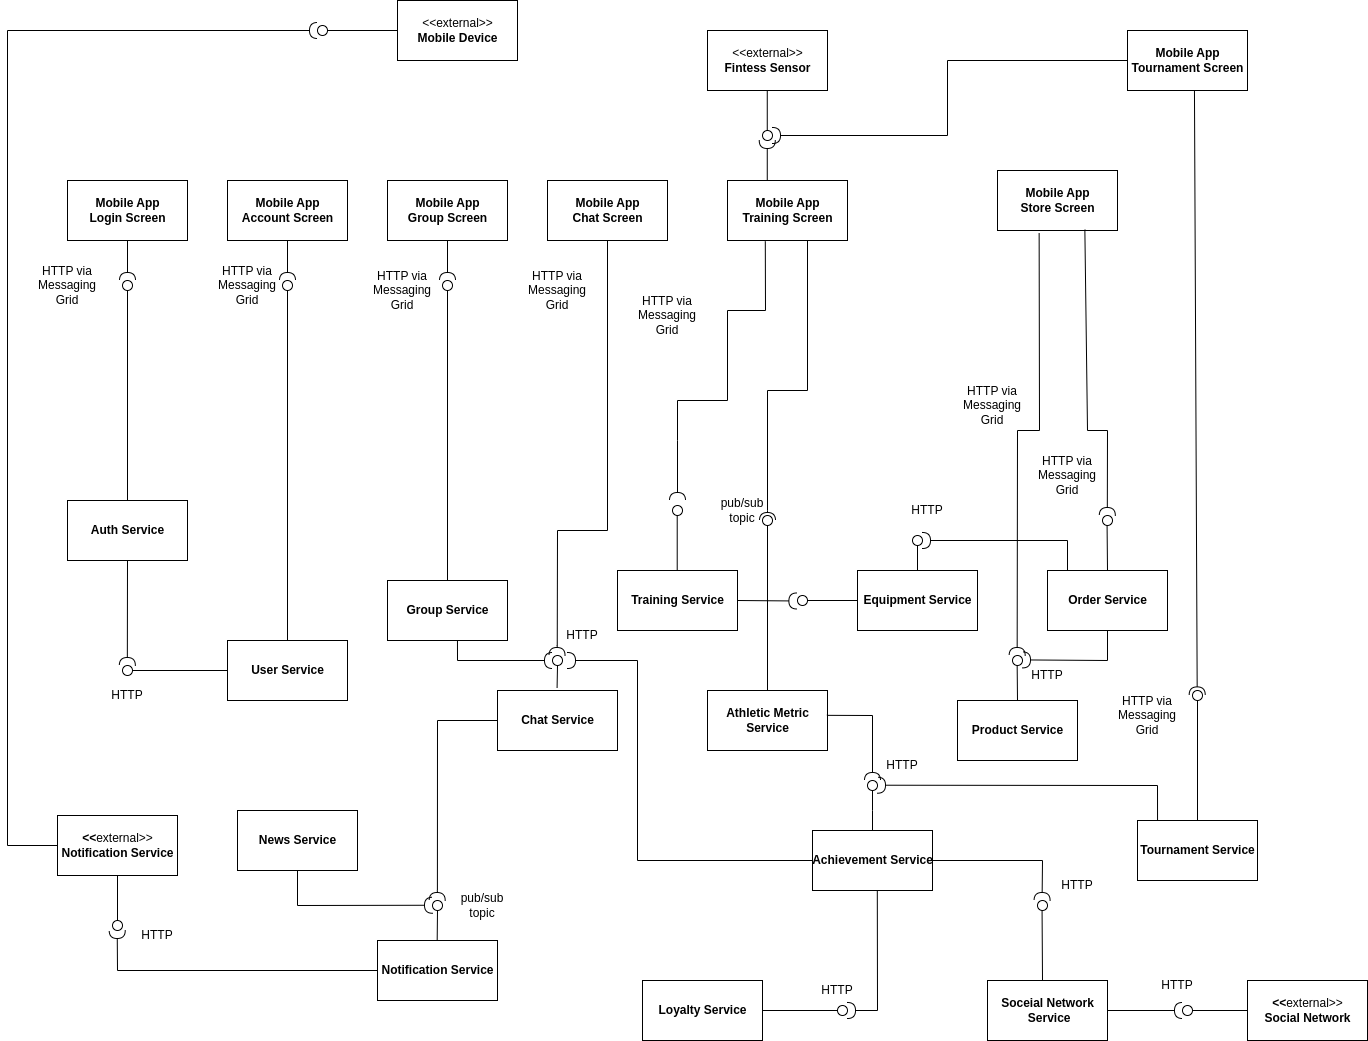 <<external>>
Mobile Device
<<external>>
Fintess Sensor
Mobile App
Tournament Screen
Mobile App
Login Screen
Mobile App
Account Screen
Mobile App
Group Screen
Mobile App
Chat Screen
Mobile App
Training Screen
Mobile App
Store Screen
HTTP via
Messaging
Grid
HTTP via
Messaging
Grid
HTTP via
Messaging
Grid
HTTP via
Messaging
Grid
HTTP via
Messaging
Grid
HTTP via
Messaging
Grid
HTTP via
Messaging
Grid
pub/sub
topic
HTTP
Auth Service
Training Service
Equipment Service
Order Service
Group Service
HTTP
User Service
HTTP
HTTP
Chat Service
Athletic Metric
Service
Product Service
HTTP via
Messaging
Grid
HTTP
<<external>>
Notification Service
News Service
Achievement Service
Tournament Service
HTTP
pub/sub
topic
HTTP
Notification Service
HTTP
HTTP
Loyalty Service
Soceial Network
Service
<<external>>
Social Network